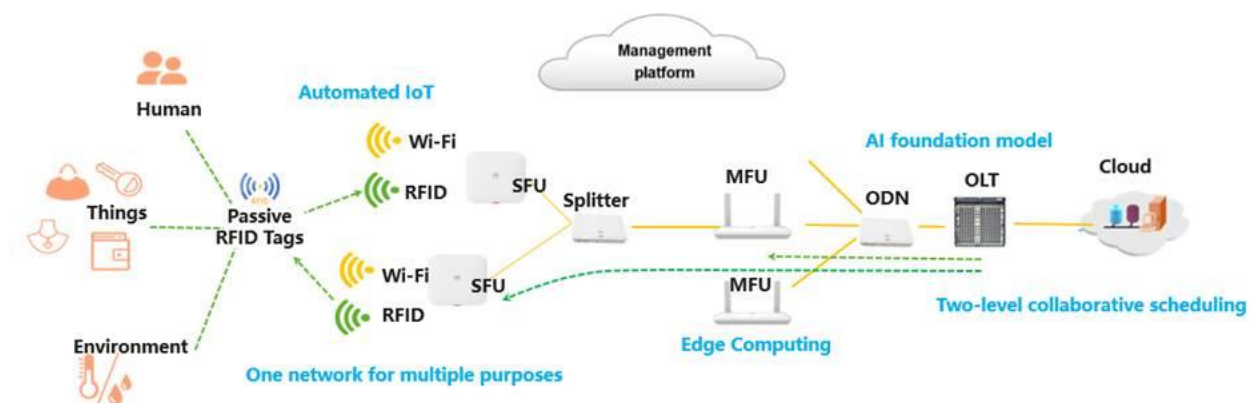 Management
platform
Human
Automated IoT
Wi-Fi
RFID
SFU
Splitter
MFU
AI foundation model
ODN
OLT
Cloud
Things
RFID
Passive
RFID Tags
Wi-Fi
RFID
SFU
MFU
Two-level collaborative scheduling
Environment
Edge Computing
One network for multiple purposes